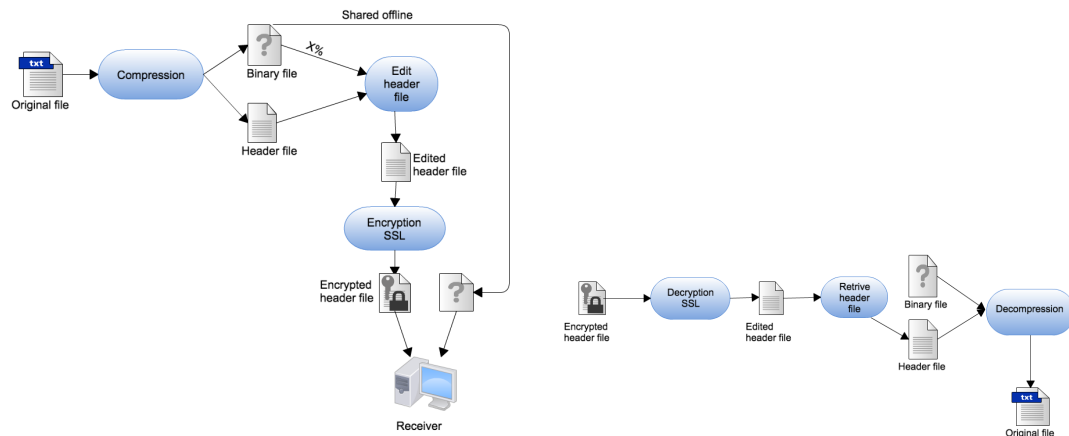 Shared offline
X%
txt
Original file
Compression
?
Binary file
Header file
Edit
header
file
Edited
header file
Encryption
SSL
Encrypted
header file
?
Receiver
Encrypted
header file
Decryption
SSL
Edited
header file
Retrive
header
file
?
Binary file
Header file
Decompression
txt
Original file